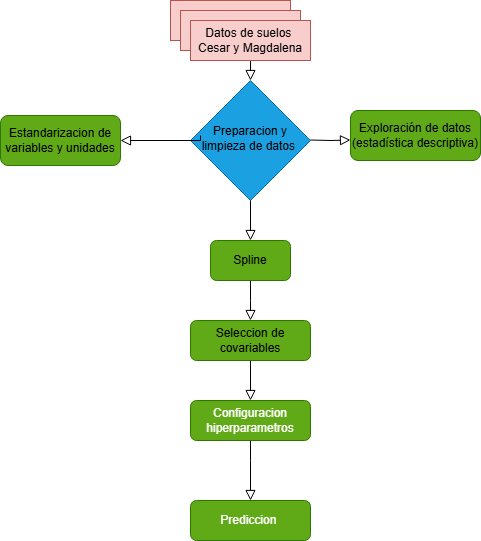 Datos de suelos
Cesar y Magdalena
Preparacion y
limpieza de datos
Estandarizacion de
variables y unidades
Exploración de datos
(estadística descriptiva)
Spline
Seleccion de
covariables
Configuracion
hiperparametros
Prediccion